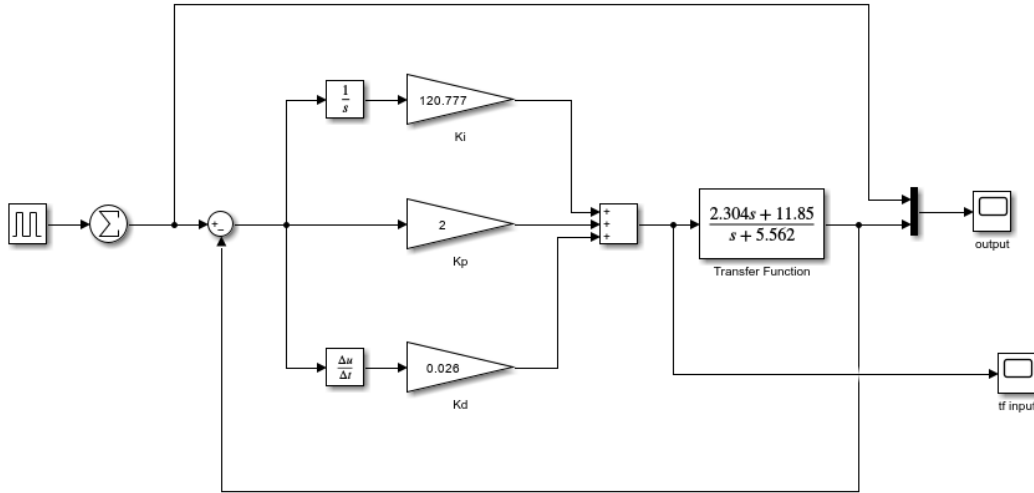 1
s
120.777
Ki
Σ
+
−
2
Kp
+
+
+
2.304s + 11.85
s + 5.562
Transfer Function
output
Δu
Δt
0.026
Kd
tf input